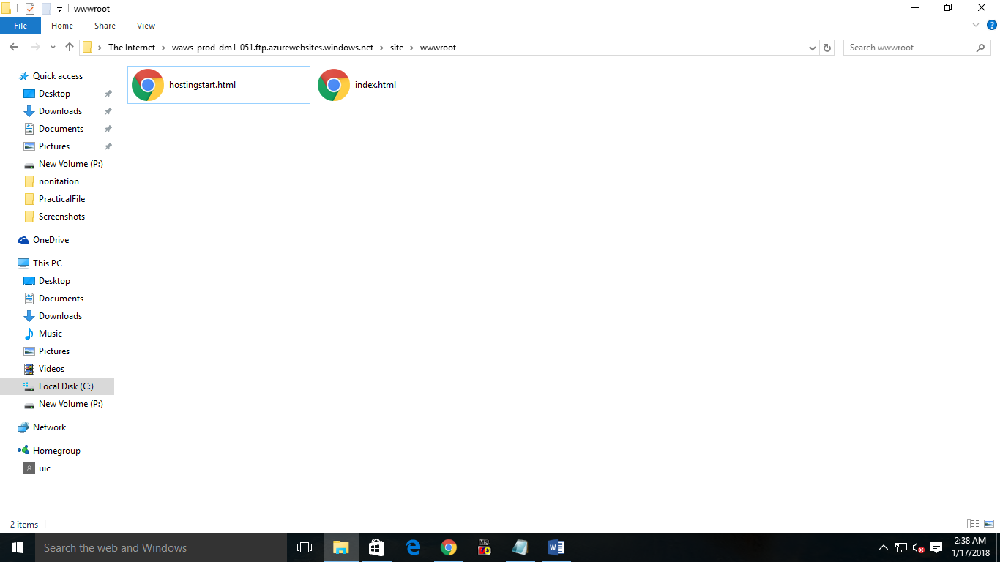 wwwroot
File Home Share View
The Internet waws-prod-dm1-051.ftp.azurewebsites.windows.net site wwwroot
Search wwwroot
Quick access
Desktop
Downloads
Documents
Pictures
New Volume (P:)
nonitation
PracticalFile
Screenshots
OneDrive
This PC
Desktop
Documents
Downloads
Music
Pictures
Videos
Local Disk (C:)
New Volume (P:)
Network
Homegroup
uic
hostingstart.html
index.html
2 items
Search the web and Windows
2:38 AM
1/17/2018